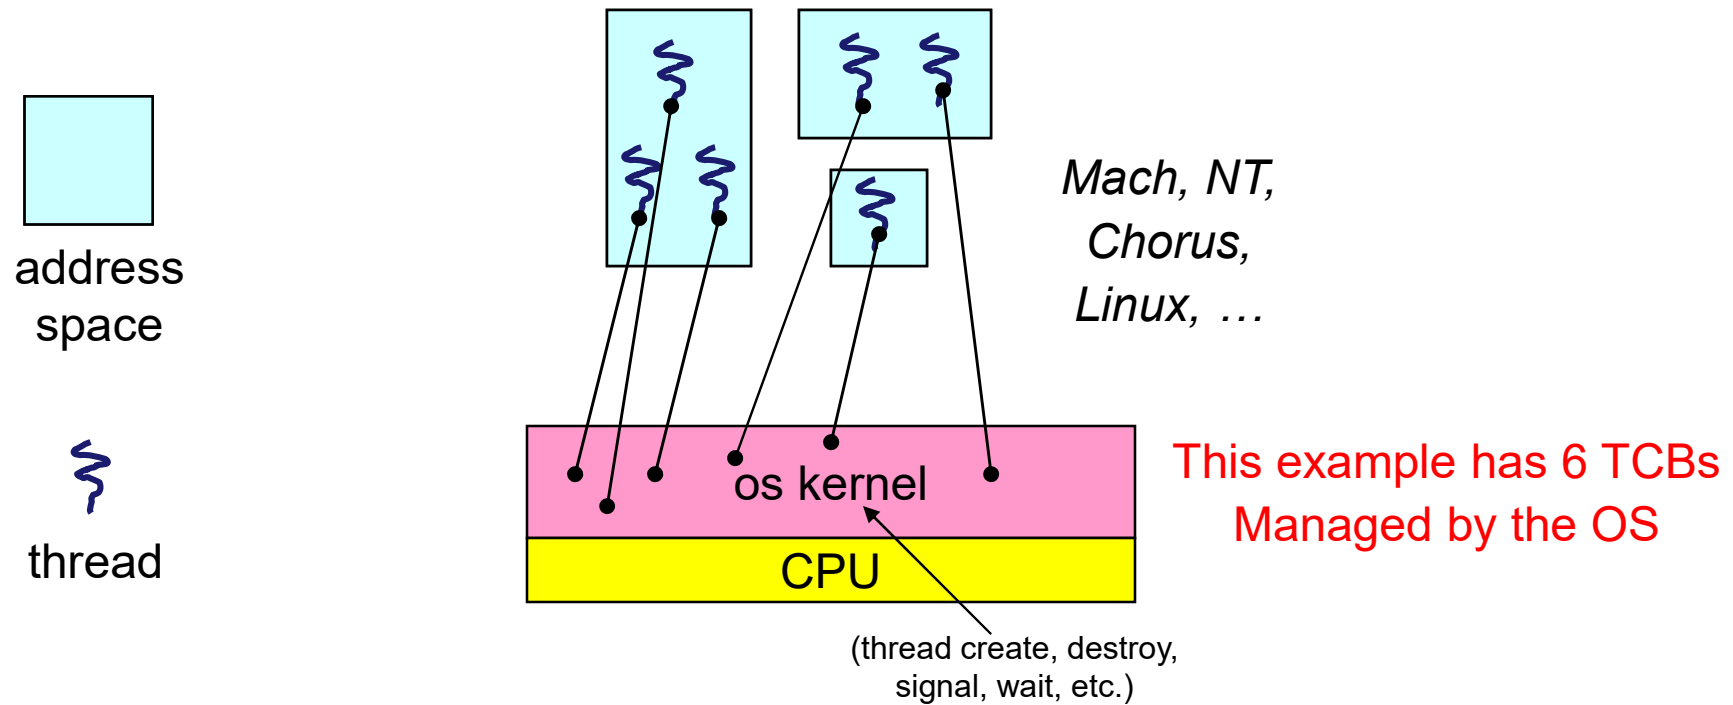 address
space
thread
Mach, NT,
Chorus,
Linux, …
os kernel
CPU
This example has 6 TCBs
Managed by the OS
(thread create, destroy,
signal, wait, etc.)